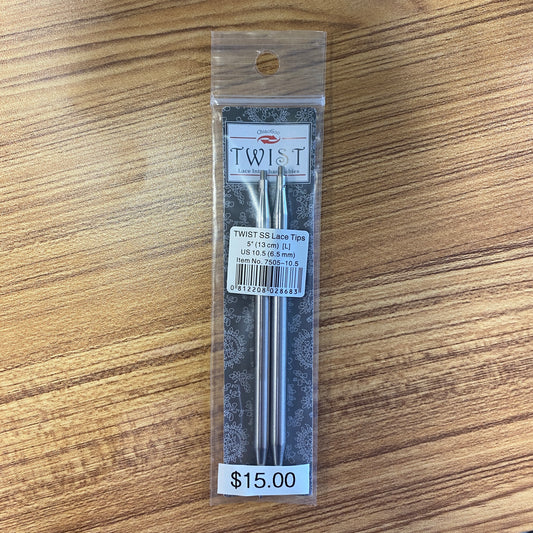 ChiaoGoo
TWIST
Lace Interchangeables
TWIST SS Lace Tips
5" (13 cm) [L]
US 10.5 (6.5 mm)
Item No. 7505-10.5
0 812208 028683
$15.00